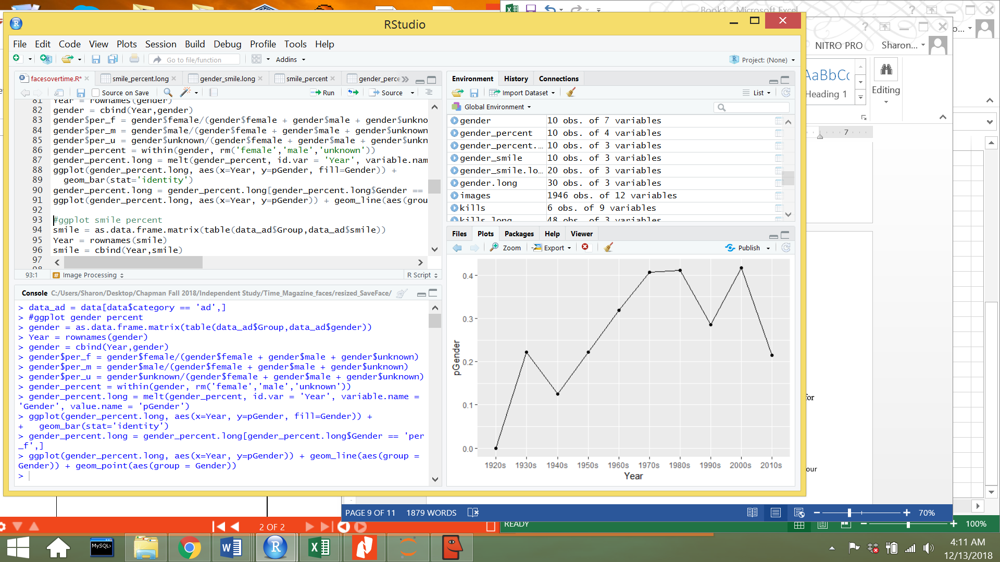 Book1 - Microsoft Excel
RStudio
File Edit Code View Plots Session Build Debug Profile Tools Help
Go to file/function
Addins
Project: (None)
NITRO PRO
Sharon...
AaBbCc
Heading 1
Editing
7
facesovertime.R*
smile_percent.long
gender_smile.long
smile_percent
gender_perce
Source on Save
Run
Source
81 Year = rownames(gender)
82 gender = cbind(Year,gender)
83 gender$per_f = gender$female/(gender$female + gender$male + gender$unkno
84 gender$per_m = gender$male/(gender$female + gender$male + gender$unknown
85 gender$per_u = gender$unknown/(gender$female + gender$male + gender$unkn
86 gender_percent = within(gender, rm('female','male','unknown'))
87 gender_percent.long = melt(gender_percent, id.var = 'Year', variable.nam
88 ggplot(gender_percent.long, aes(x=Year, y=pGender, fill=Gender)) +
89 geom_bar(stat='identity')
90 gender_percent.long = gender_percent.long[gender_percent.long$Gender ==
91 ggplot(gender_percent.long, aes(x=Year, y=pGender)) + geom_line(aes(grou
92
93 #ggplot smile percent
94 smile = as.data.frame.matrix(table(data_ad$Group,data_ad$smile))
95 Year = rownames(smile)
96 smile = cbind(Year,smile)
97
98
93:1
Image Processing
R Script
Console C:/Users/Sharon/Desktop/Chapman Fall 2018/Independent Study/Time_Magazine_faces/resized_SaveFace/
> data_ad = data[data$category == 'ad',]
> #ggplot gender percent
> gender = as.data.frame.matrix(table(data_ad$Group,data_ad$gender))
> Year = rownames(gender)
> gender = cbind(Year,gender)
> gender$per_f = gender$female/(gender$female + gender$male + gender$unknown)
> gender$per_m = gender$male/(gender$female + gender$male + gender$unknown)
> gender$per_u = gender$unknown/(gender$female + gender$male + gender$unknown)
> gender_percent = within(gender, rm('female','male','unknown'))
> gender_percent.long = melt(gender_percent, id.var = 'Year', variable.name =
'Gender', value.name = 'pGender')
> ggplot(gender_percent.long, aes(x=Year, y=pGender, fill=Gender)) +
+ geom_bar(stat='identity')
> gender_percent.long = gender_percent.long[gender_percent.long$Gender == 'per
_f',]
> ggplot(gender_percent.long, aes(x=Year, y=pGender)) + geom_line(aes(group =
Gender)) + geom_point(aes(group = Gender))
>
Environment History Connections
Import Dataset
List
Global Environment
gender 10 obs. of 7 variables
gender_percent 10 obs. of 4 variables
gender_percent.… 10 obs. of 3 variables
gender_smile 10 obs. of 3 variables
gender_smile.lo… 20 obs. of 3 variables
gender.long 30 obs. of 3 variables
images 1946 obs. of 12 variables
kills 6 obs. of 9 variables
kills.long 48 obs. of 3 variables
Files Plots Packages Help Viewer
Zoom
Export
Publish
0.4
0.3
0.2
0.1
0.0
pGender
1920s 1930s 1940s 1950s 1960s 1970s 1980s 1990s 2000s 2010s
Year
for
our
PAGE 9 OF 11 1879 WORDS
70%
2 OF 2
READY
100%
MySQL>
4:11 AM
12/13/2018